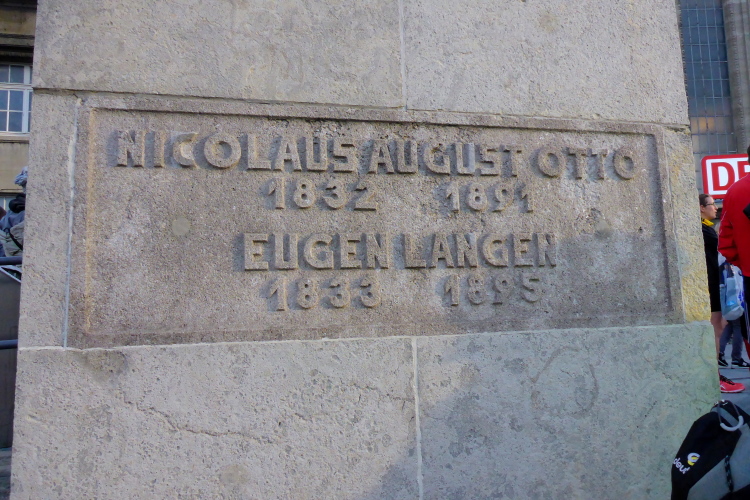 NICOLAUS AUGUST OTTO
1832 1891
EUGEN LANGEN
1833 1895